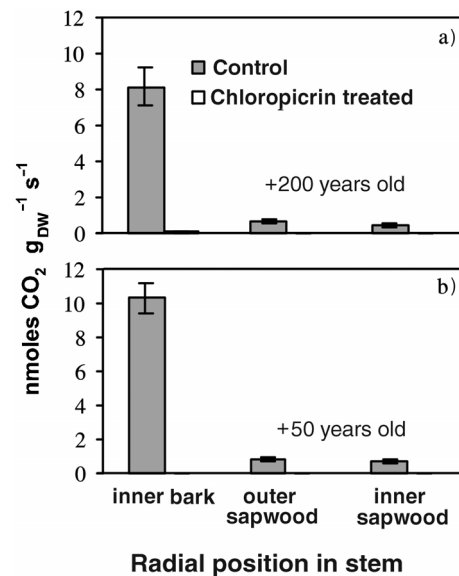 nmoles CO₂ g_DW⁻¹ s⁻¹
12
10
8
6
4
2
0
a)
Control
Chloropicrin treated
+200 years old
12
10
8
6
4
2
0
b)
+50 years old
inner bark
outer
sapwood
inner
sapwood
Radial position in stem